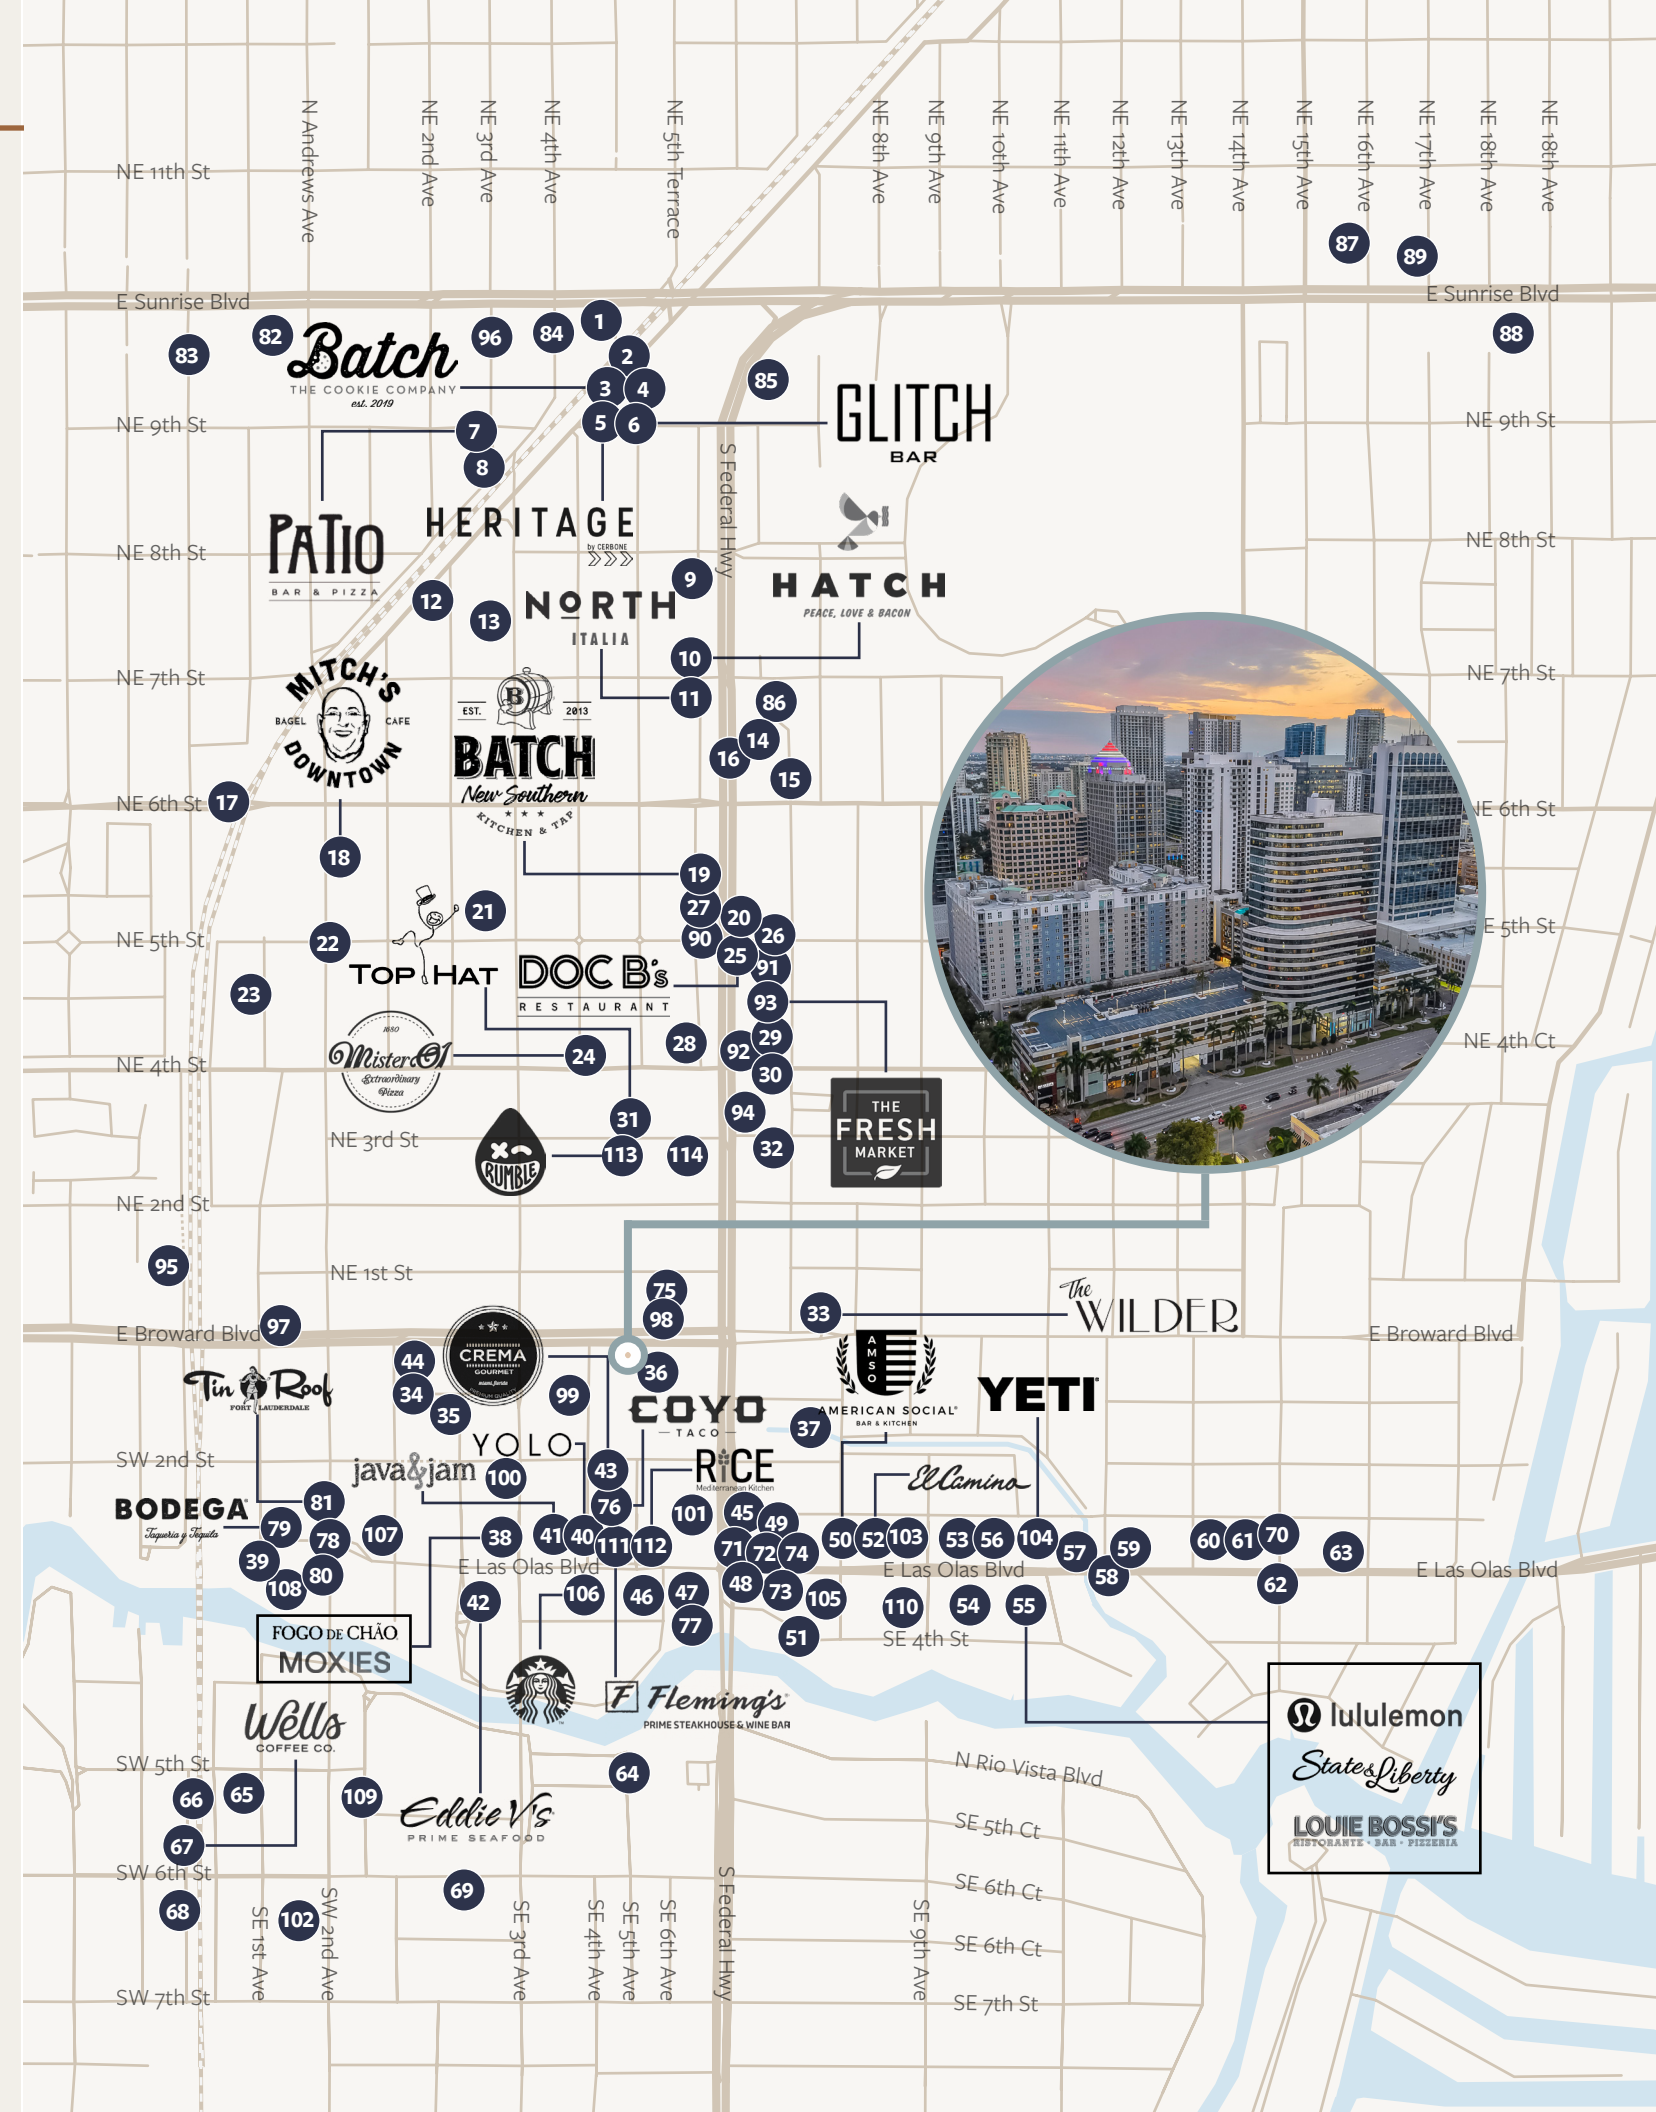 N Andrews Ave
NE 2nd Ave
NE 3rd Ave
NE 4th Ave
NE 5th Terrace
NE 8th Ave
NE 9th Ave
NE 10th Ave
NE 11th Ave
NE 12th Ave
NE 13th Ave
NE 14th Ave
NE 15th Ave
NE 16th Ave
NE 17th Ave
NE 18th Ave
NE 18th Ave
NE 11th St
87
89
E Sunrise Blvd
E Sunrise Blvd
88
83
82
Batch
THE COOKIE COMPANY
est. 2019
96
84
1
2
3
4
5
6
85
GLITCH
BAR
NE 9th St
NE 9th St
7
8
S Federal Hwy
PATIO
BAR & PIZZA
HERITAGE
by CERBONE
HATCH
PEACE, LOVE & BACON
NE 8th St
NE 8th St
9
12
13
NORTH
ITALIA
10
11
NE 7th St
NE 7th St
MITCH'S
BAGEL CAFE
DOWNTOWN
EST. B 2013
BATCH
New Southern
KITCHEN & TAP
86
14
16
15
NE 6th St
17
NE 6th St
18
19
27
20
21
22
90
26
25
91
NE 5th St
E 5th St
TOP HAT
DOC B's
RESTAURANT
23
93
1680
Mister O1
Extraordinary
Pizza
24
28
92
29
30
NE 4th St
NE 4th Ct
94
31
32
THE
FRESH
MARKET
NE 3rd St
RUMBLE
113
114
NE 2nd St
95
NE 1st St
75
98
33
The
WILDER
97
E Broward Blvd
E Broward Blvd
CREMA
GOURMET
miami, florida
PREMIUM QUALITY
44
34
35
99
36
Tin Roof
FORT LAUDERDALE
COYO
TACO
37
AMSO
AMERICAN SOCIAL
BAR & KITCHEN
YETI
SW 2nd St
YOLO
java&jam
100
43
76
RICE
Mediterranean Kitchen
El Camino
BODEGA
Taqueria y Tequila
81
79
78
107
39
108
80
38
41
40
111
112
101
45
49
71
72
74
50
52
103
53
56
104
57
59
58
60
61
70
63
62
E Las Olas Blvd
E Las Olas Blvd
E Las Olas Blvd
42
106
46
47
77
48
73
105
51
110
54
55
SE 4th St
FOGO DE CHÃO
MOXIES
F Fleming's
PRIME STEAKHOUSE & WINE BAR
lululemon
State & Liberty
LOUIE BOSSI'S
RISTORANTE • BAR • PIZZERIA
Wells
COFFEE CO.
SW 5th St
64
N Rio Vista Blvd
66
65
109
Eddie V's
PRIME SEAFOOD
67
SE 5th Ct
SW 6th St
69
SE 6th Ct
68
102
SE 1st Ave
SW 2nd Ave
SE 3rd Ave
SE 4th Ave
SE 5th Ave
SE 6th Ave
S Federal Hwy
SE 9th Ave
SE 6th Ct
SW 7th St
SE 7th St